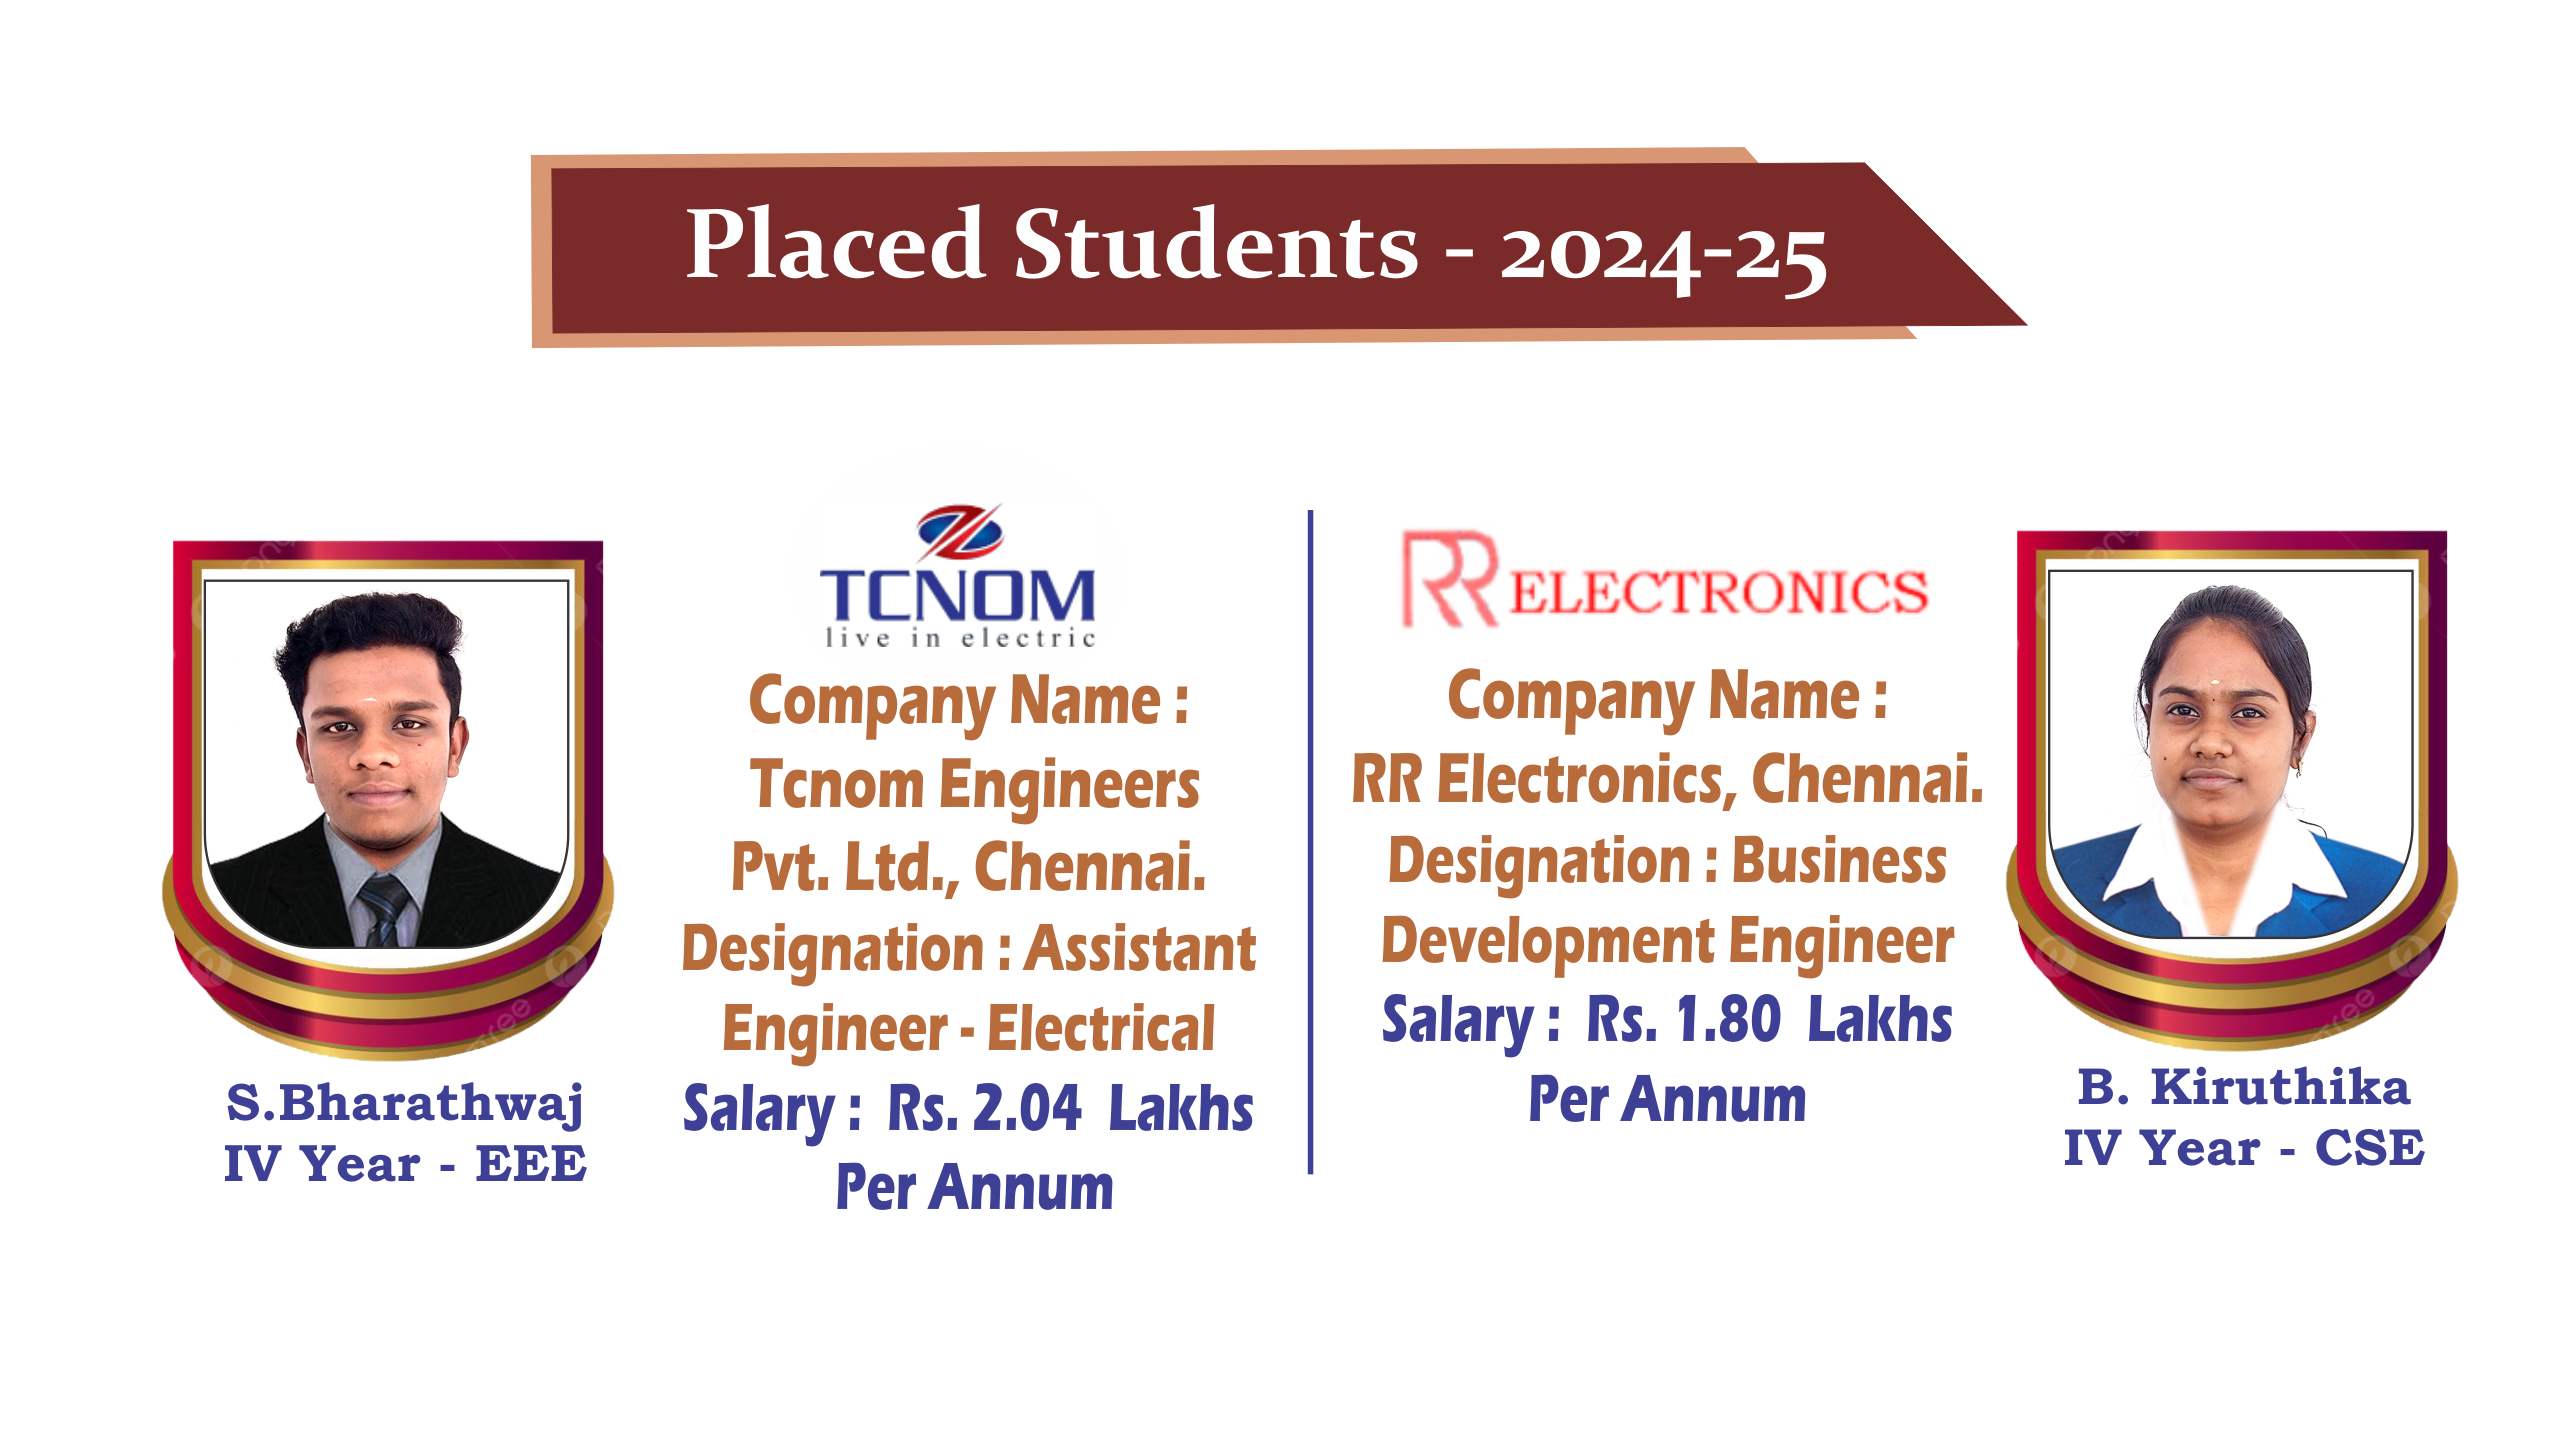 Placed Students - 2024-25
TCNOM
live in electric
Company Name :
Tcnom Engineers
Pvt. Ltd., Chennai.
Designation : Assistant
Engineer - Electrical
Salary : Rs. 2.04 Lakhs
Per Annum
S.Bharathwaj
IV Year - EEE
RR ELECTRONICS
Company Name :
RR Electronics, Chennai.
Designation : Business
Development Engineer
Salary : Rs. 1.80 Lakhs
Per Annum
B. Kiruthika
IV Year - CSE